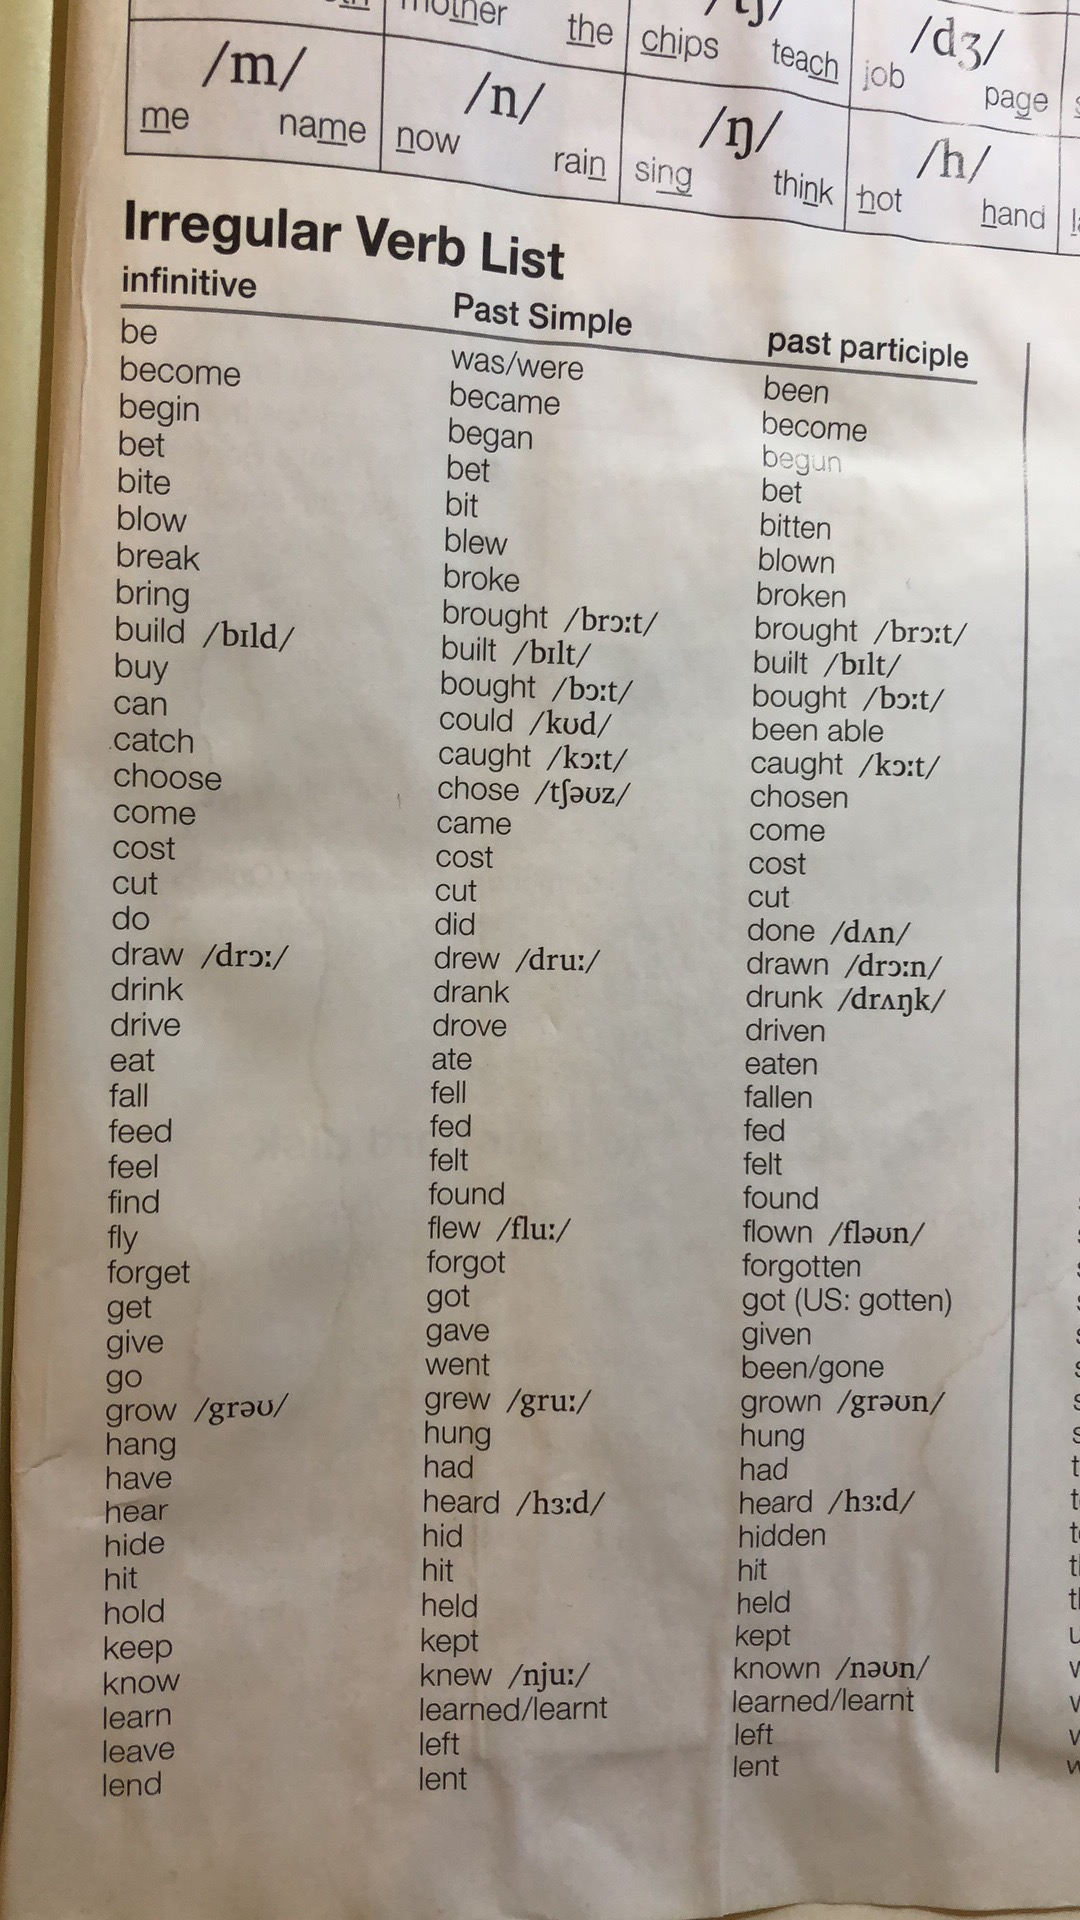 mother the chips teach /dʒ/ job page
/m/ me name /n/ now rain /ŋ/ sing think /h/ hot hand
Irregular Verb List
infinitive Past Simple past participle
be was/were been
become became become
begin began begun
bet bet bet
bite bit bitten
blow blew blown
break broke broken
bring brought /brɔːt/ brought /brɔːt/
build /bɪld/ built /bɪlt/ built /bɪlt/
buy bought /bɔːt/ bought /bɔːt/
can could /kʊd/ been able
catch caught /kɔːt/ caught /kɔːt/
choose chose /tʃəʊz/ chosen
come came come
cost cost cost
cut cut cut
do did done /dʌn/
draw /drɔː/ drew /druː/ drawn /drɔːn/
drink drank drunk /drʌŋk/
drive drove driven
eat ate eaten
fall fell fallen
feed fed fed
feel felt felt
find found found
fly flew /fluː/ flown /fləʊn/
forget forgot forgotten
get got got (US: gotten)
give gave given
go went been/gone
grow /grəʊ/ grew /gruː/ grown /grəʊn/
hang hung hung
have had had
hear heard /hɜːd/ heard /hɜːd/
hide hid hidden
hit hit hit
hold held held
keep kept kept
know knew /njuː/ known /nəʊn/
learn learned/learnt learned/learnt
leave left left
lend lent lent